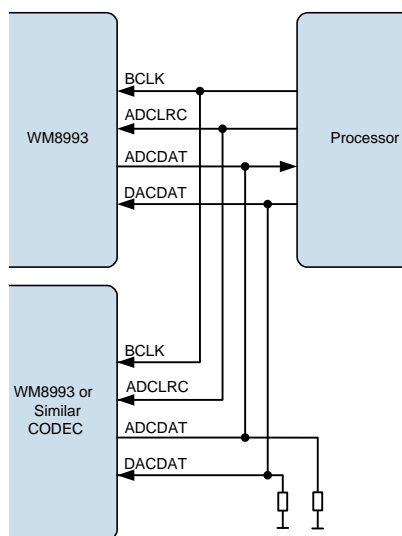 BCLK
ADCLRC
WM8993
Processor
ADCDAT
DACDAT
BCLK
WM8993 or
Similar
CODEC
ADCLRC
ADCDAT
DACDAT